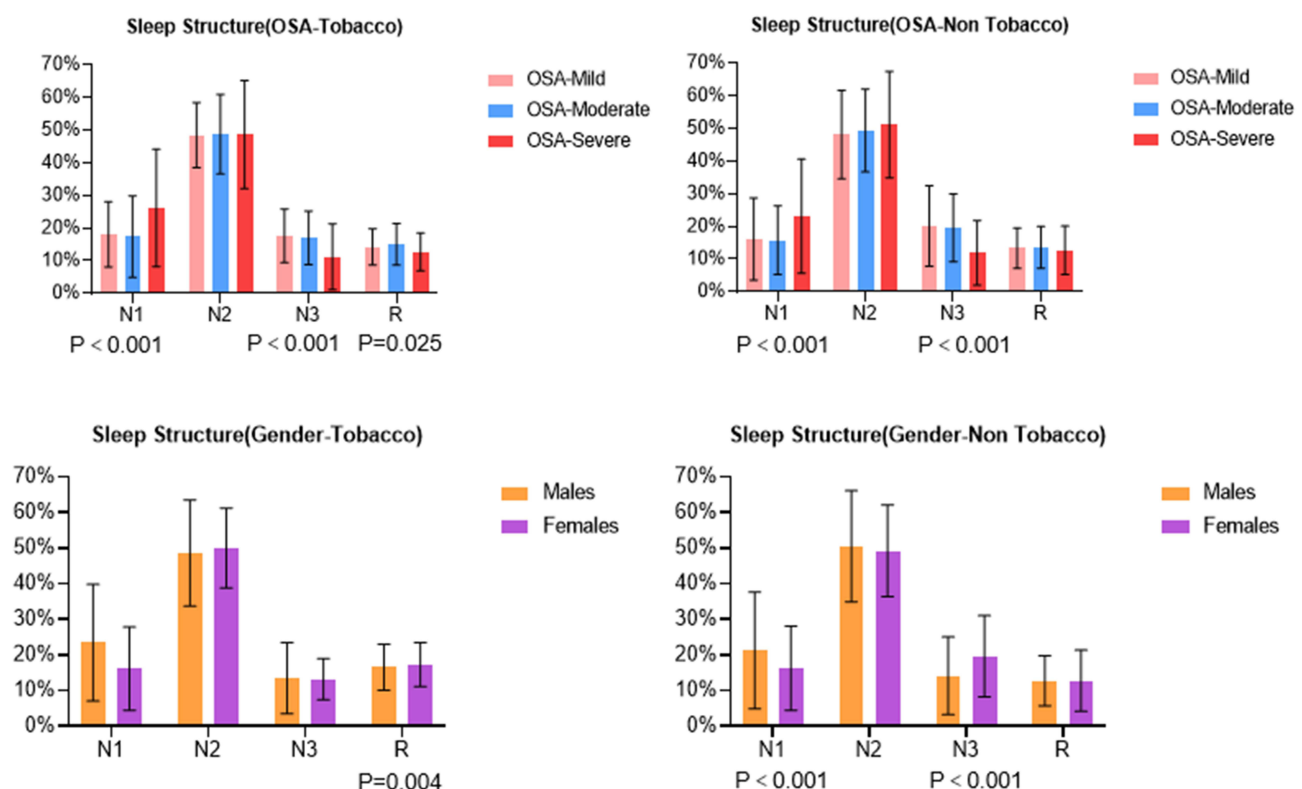 Sleep Structure(OSA-Tobacco)
70%
60%
50%
40%
30%
20%
10%
0%
N1 N2 N3 R
P < 0.001 P < 0.001 P=0.025
OSA-Mild
OSA-Moderate
OSA-Severe
Sleep Structure(OSA-Non Tobacco)
70%
60%
50%
40%
30%
20%
10%
0%
N1 N2 N3 R
P < 0.001 P < 0.001
OSA-Mild
OSA-Moderate
OSA-Severe
Sleep Structure(Gender-Tobacco)
70%
60%
50%
40%
30%
20%
10%
0%
N1 N2 N3 R
P=0.004
Males
Females
Sleep Structure(Gender-Non Tobacco)
70%
60%
50%
40%
30%
20%
10%
0%
N1 N2 N3 R
P < 0.001 P < 0.001
Males
Females